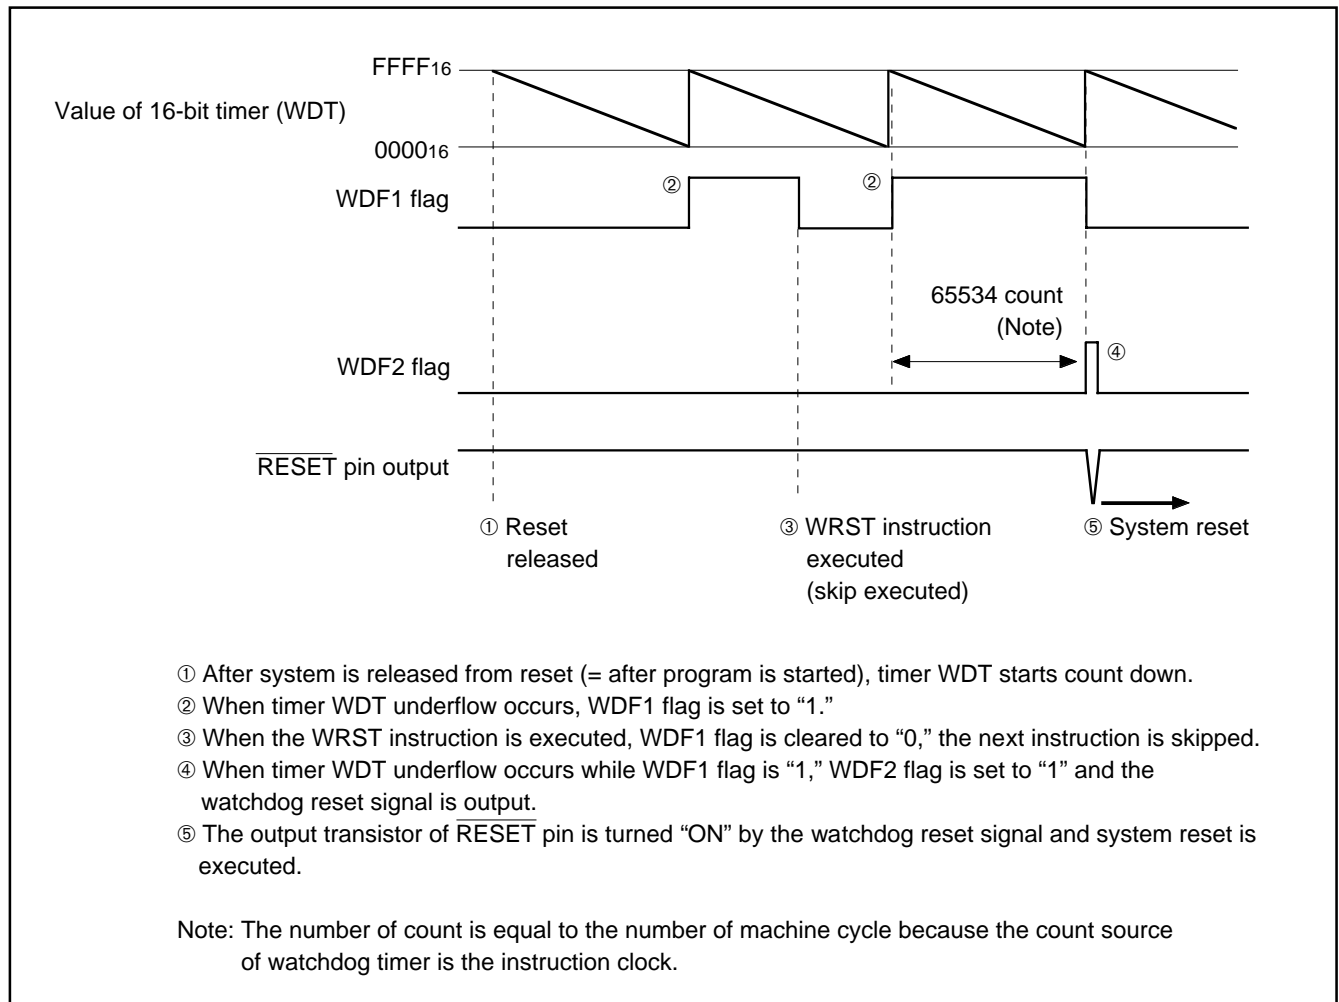 FFFF16
Value of 16-bit timer (WDT)
000016
② ②
WDF1 flag
65534 count
(Note)
WDF2 flag
④
RESET pin output
① Reset
released
③ WRST instruction
executed
(skip executed)
⑤ System reset
① After system is released from reset (= after program is started), timer WDT starts count down.
② When timer WDT underflow occurs, WDF1 flag is set to “1.”
③ When the WRST instruction is executed, WDF1 flag is cleared to “0,” the next instruction is skipped.
④ When timer WDT underflow occurs while WDF1 flag is “1,” WDF2 flag is set to “1” and the
watchdog reset signal is output.
⑤ The output transistor of RESET pin is turned “ON” by the watchdog reset signal and system reset is
executed.
Note: The number of count is equal to the number of machine cycle because the count source
of watchdog timer is the instruction clock.